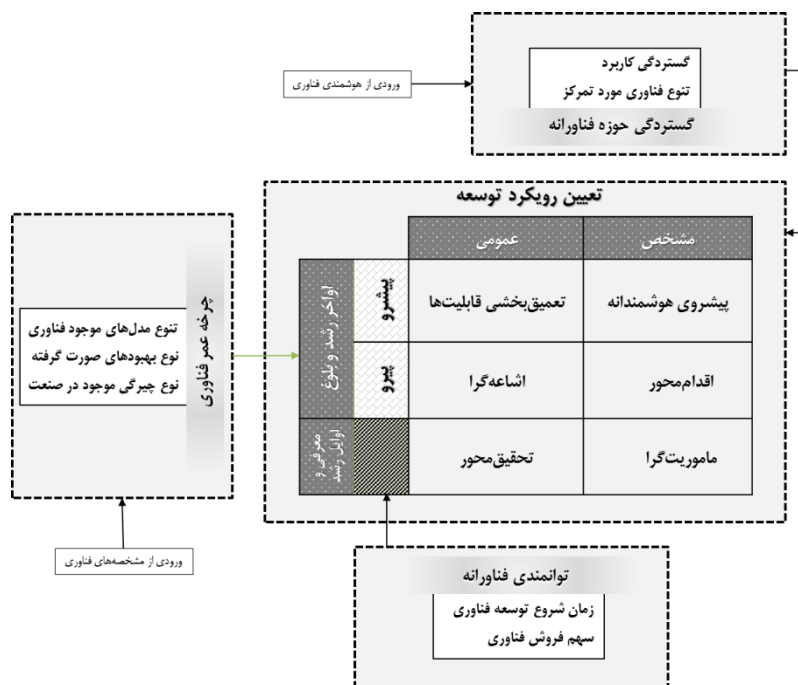 گستردگی کاربرد
تنوع فناوری مورد تمرکز
گستردگی حوزه فناورانه
ورودی از هوشمندی فناوری
تعیین رویکرد توسعه
مشخص
عمومی
اواخر رشد و بلوغ
پیشرو
تعمیق‌بخشی قابلیت‌ها
پیشروی هوشمندانه
پیرو
اشاعه‌گرا
اقدام‌محور
معرفی و
اوایل رشد
تحقیق‌محور
ماموریت‌گرا
چرخه عمر فناوری
تنوع مدل‌های موجود فناوری
نوع بهبودهای صورت گرفته
نوع چیرگی موجود در صنعت
ورودی از مشخصه‌های فناوری
توانمندی فناورانه
زمان شروع توسعه فناوری
سهم فروش فناوری